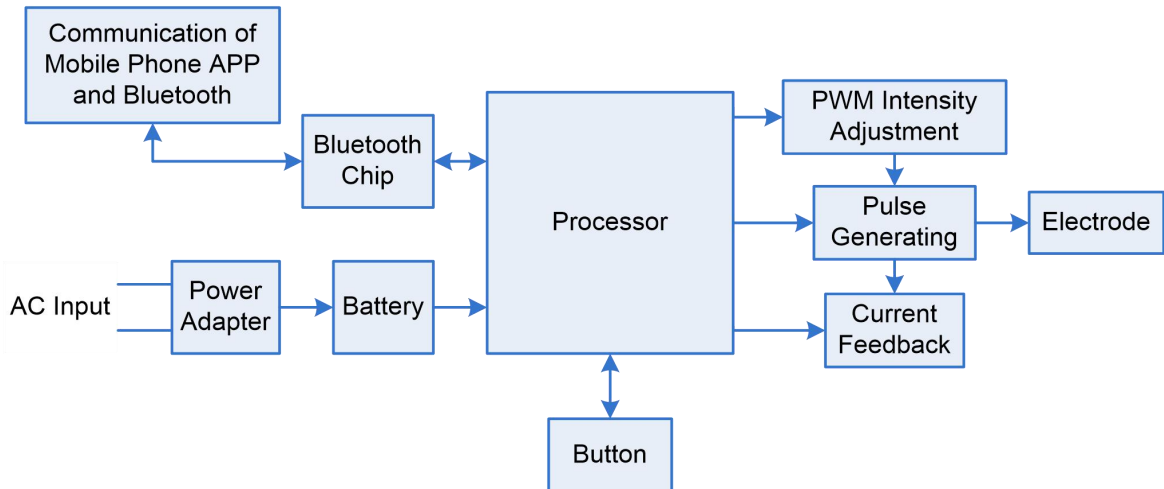 Communication of
Mobile Phone APP
and Bluetooth
Bluetooth
Chip
Processor
PWM Intensity
Adjustment
Pulse
Generating
Electrode
AC Input
Power
Adapter
Battery
Current
Feedback
Button